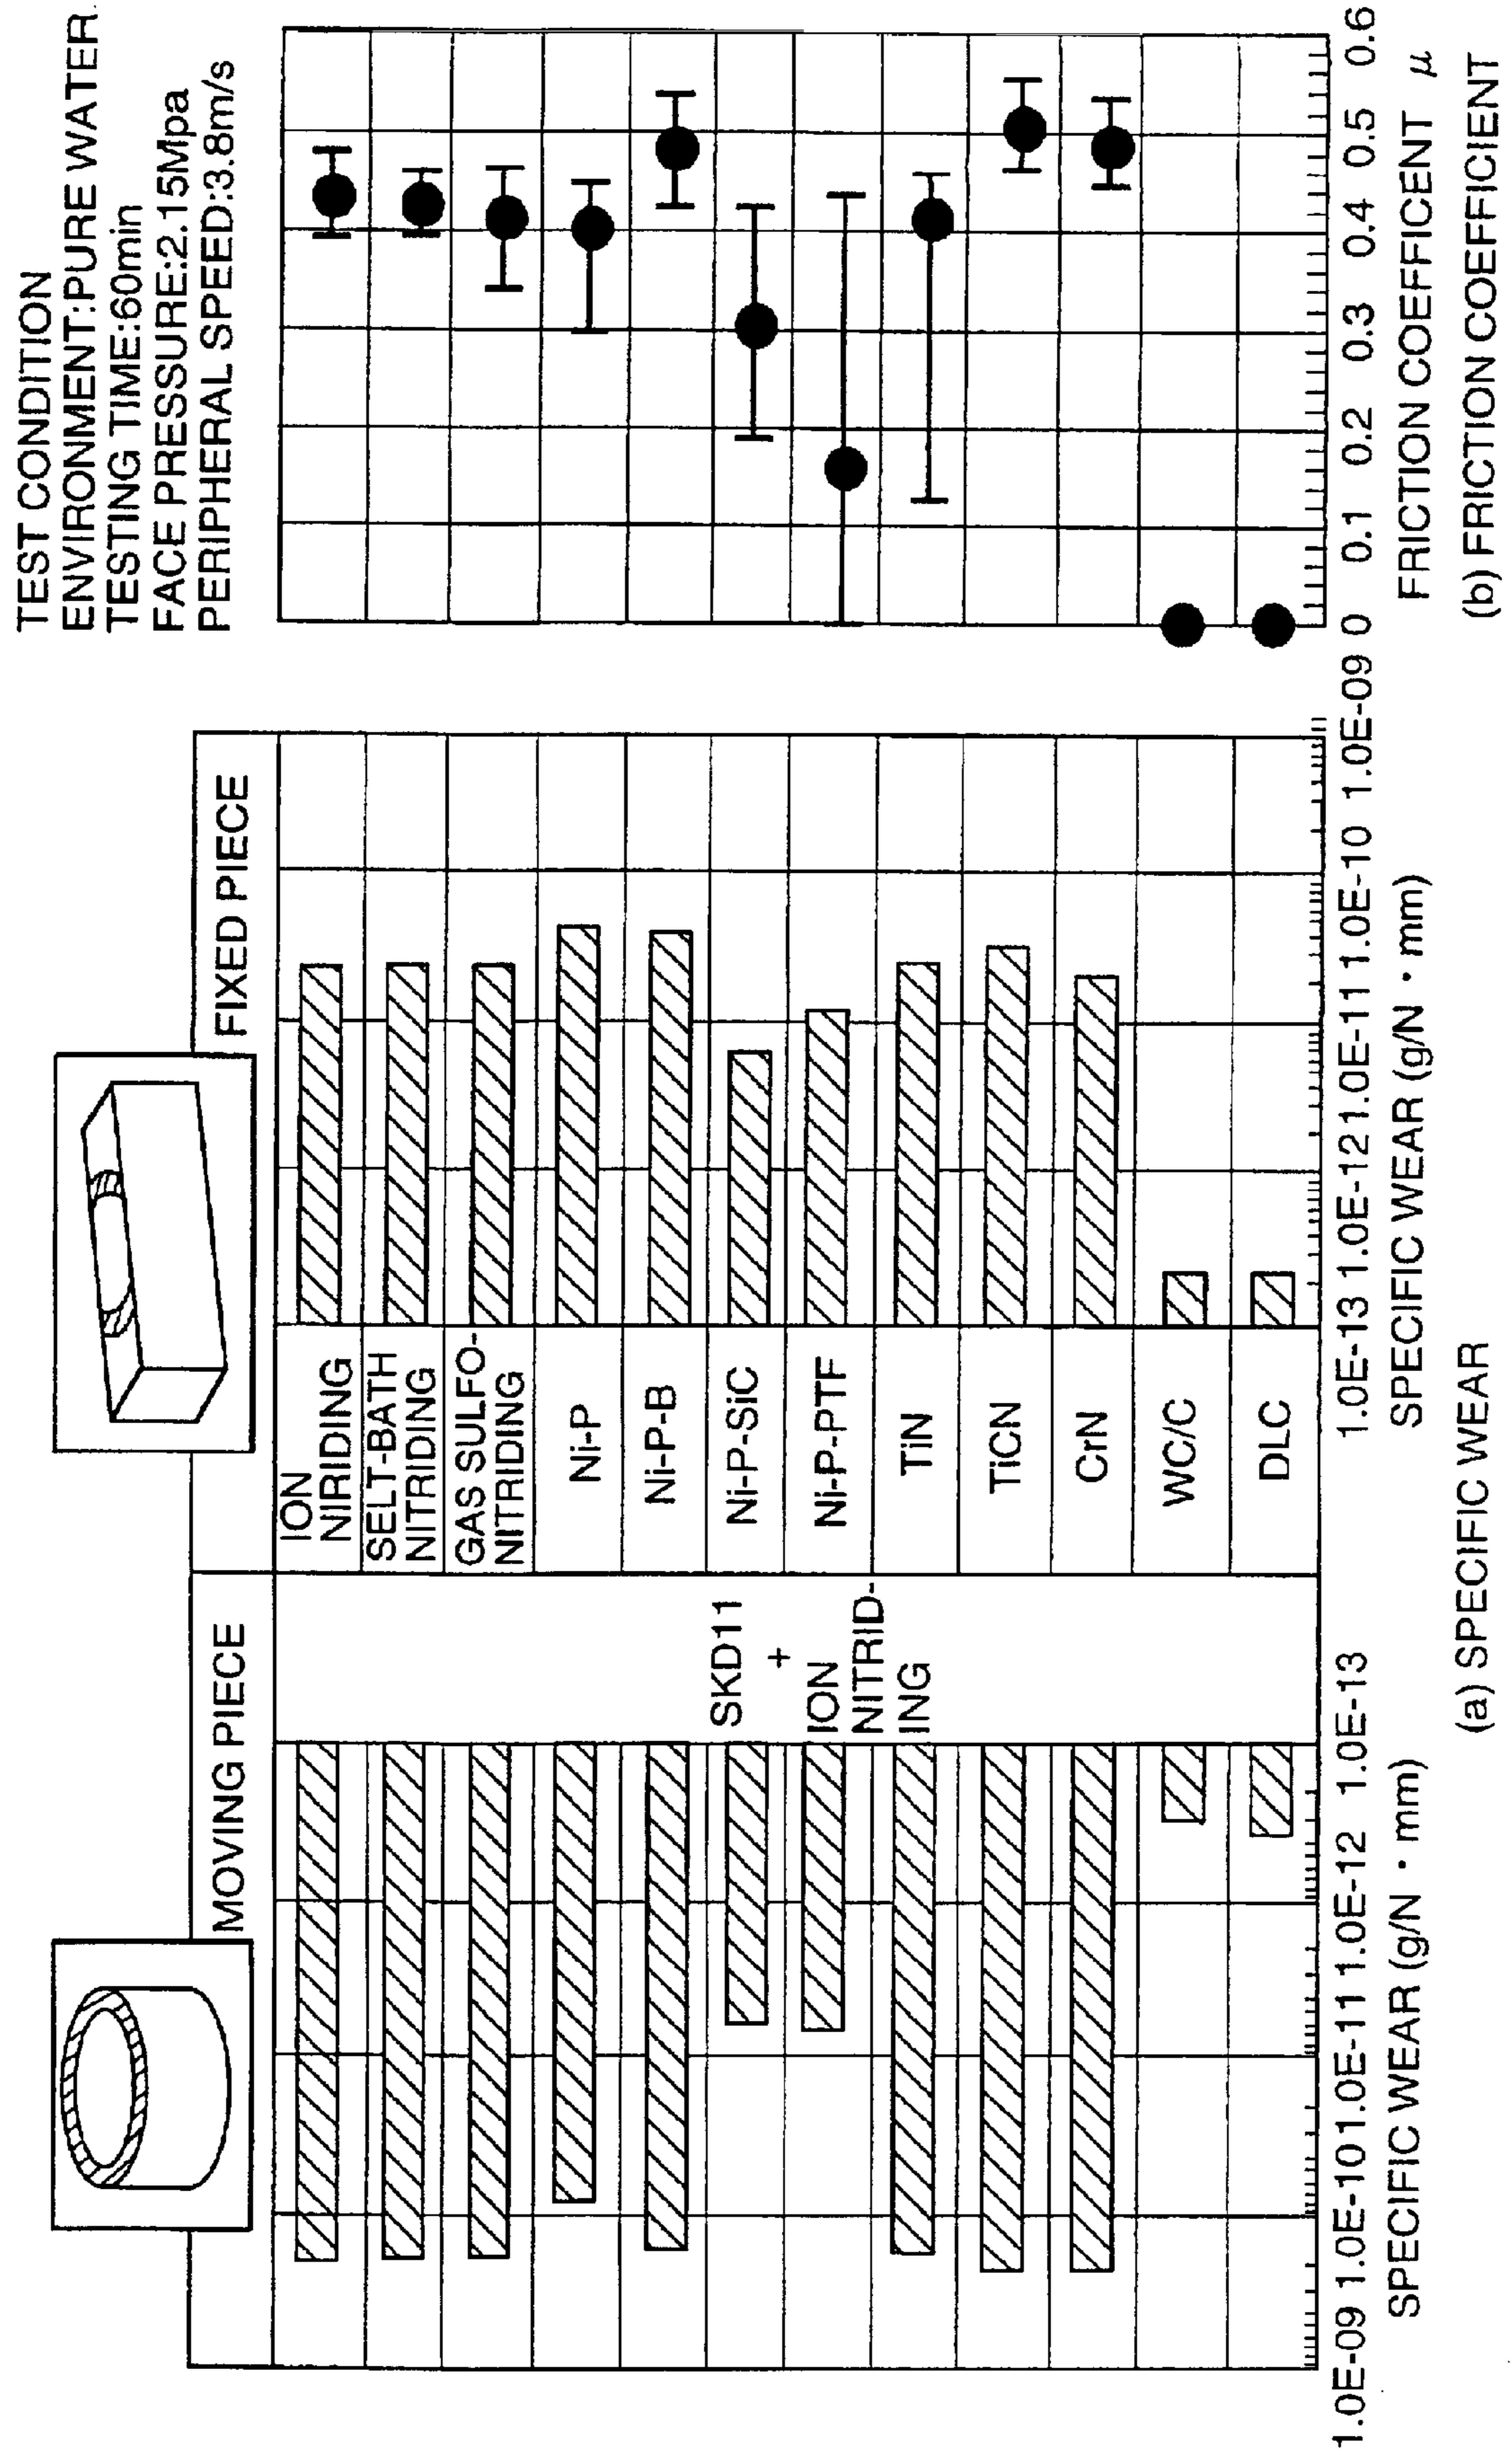 TEST CONDITION
ENVIRONMENT:PURE WATER.
TESTING TIME:60min
FACE PRESSURE:2.15Mpa
PERIPHERAL SPEED:3.8m/s
MOVING PIECE
FIXED PIECE
ION
NIRIDING
SELT-BATH
NITRIDING
GAS SULFO-
NITRIDING
Ni-P
Ni-P-B
Ni-P-SiC
Ni-P-PTF
TiN
TiCN
CrN
WC/C
DLC
SKD11
+
ION
NITRID-
ING
1.0E-09 1.0E-10 1.0E-11 1.0E-12 1.0E-13
1.0E-13 1.0E-12 1.0E-11 1.0E-10 1.0E-09
0 0.1 0.2 0.3 0.4 0.5 0.6
SPECIFIC WEAR (g/N・mm)
SPECIFIC WEAR (g/N・mm)
FRICTION COEFFICIENT μ
(a) SPECIFIC WEAR
(b) FRICTION COEFFICIENT